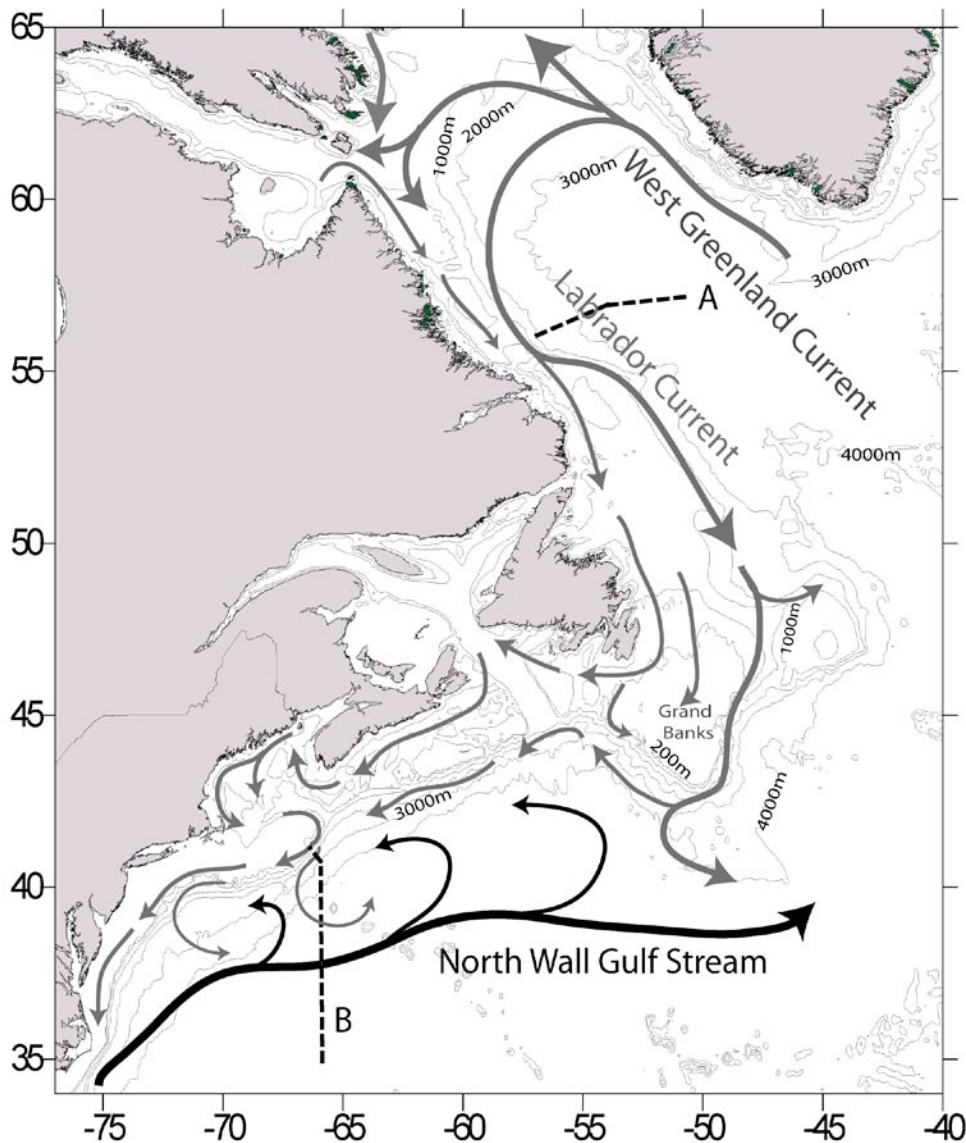 65
60
55
50
45
40
35
-75
-70
-65
-60
-55
-50
-45
-40
1000m
2000m
3000m
West Greenland Current
3000m
Labrador Current
A
4000m
1000m
Grand
Banks
200m
3000m
4000m
North Wall Gulf Stream
B